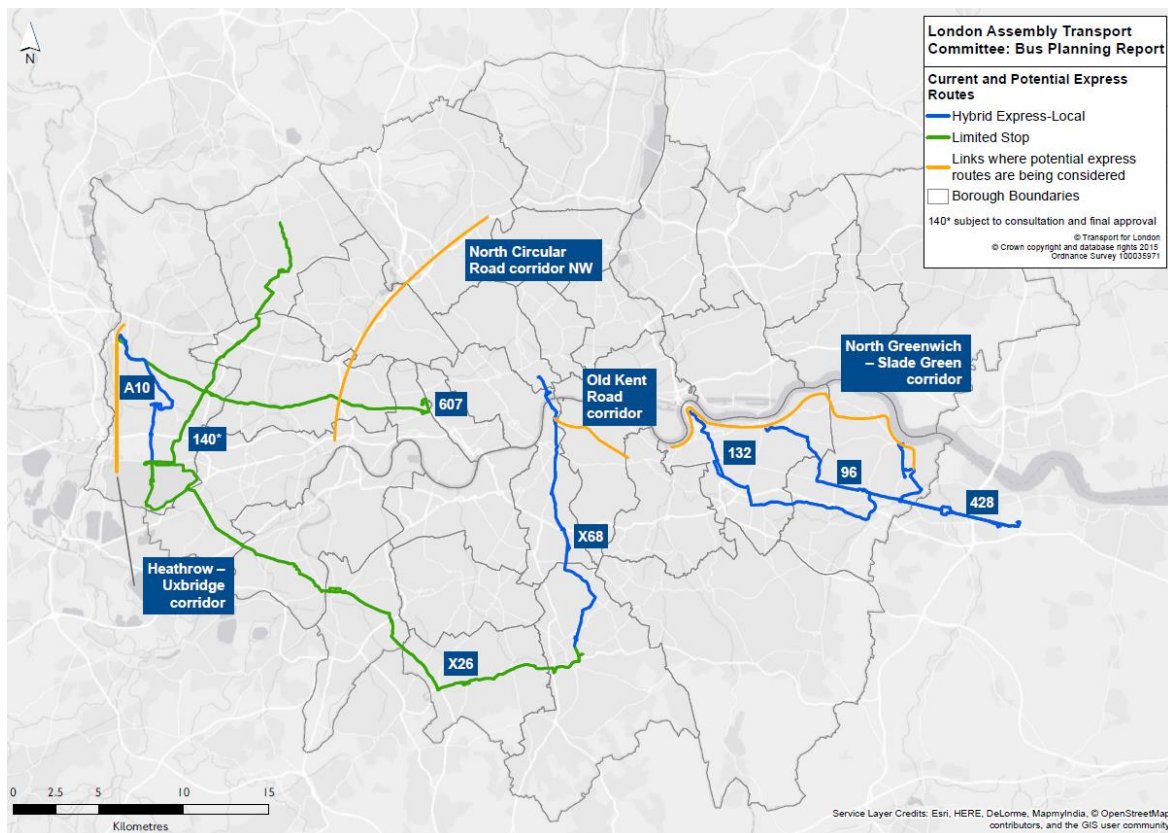 London Assembly Transport
Committee: Bus Planning Report
Current and Potential Express
Routes
Hybrid Express-Local
Limited Stop
Links where potential express
routes are being considered
Borough Boundaries
140* subject to consultation and final approval
© Transport for London
© Crown copyright and database rights 2015
Ordnance Survey 100035971
N
North Circular
Road corridor NW
North Greenwich
– Slade Green
corridor
Old Kent
Road
corridor
A10
607
140*
132
96
428
X68
Heathrow –
Uxbridge
corridor
X26
0 2.5 5 10 15
Kilometres
Service Layer Credits: Esri, HERE, DeLorme, MapmyIndia, © OpenStreetMap
contributors, and the GIS user community